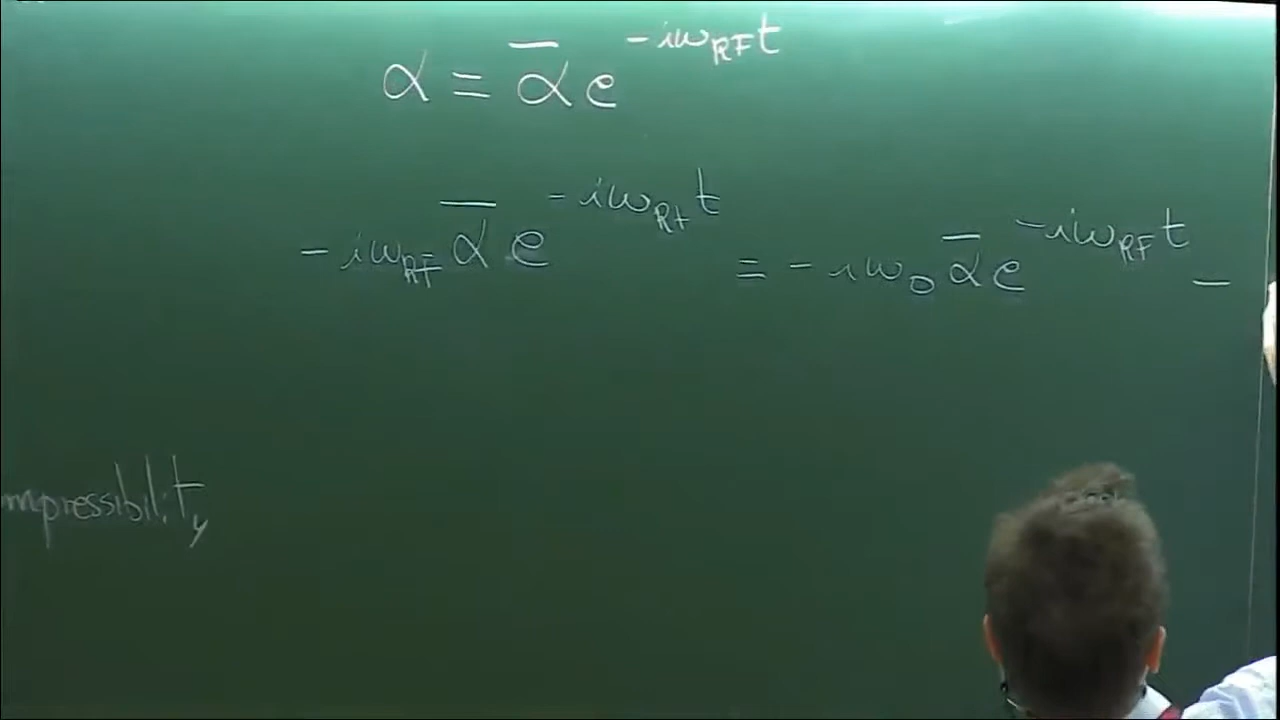 α = α̅ e^{-iω_{RF}t}
-iω_{RF} α̅ e^{-iω_{RF}t} = -iω_0 α̅ e^{-iω_{RF}t} -
mpressibility